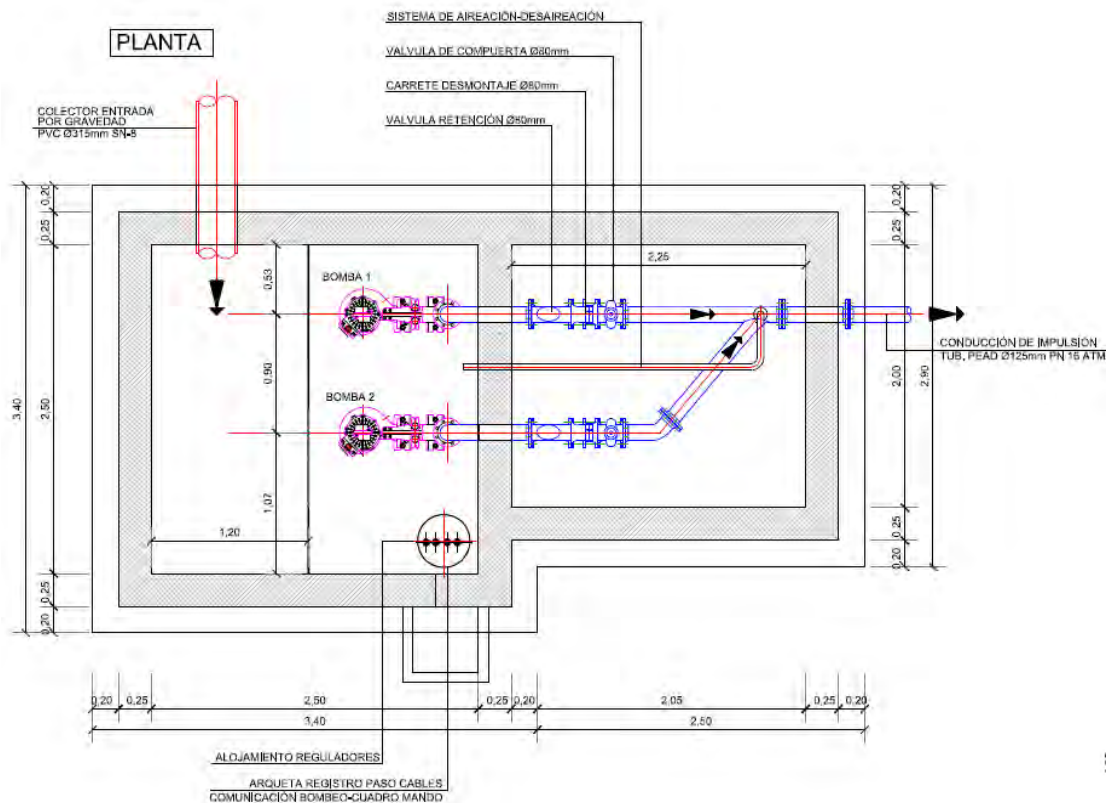 SISTEMA DE AIREACIÓN-DESAIREACIÓN
PLANTA
VALVULA DE COMPUERTA Ø80mm
CARRETE DESMONTAJE Ø80mm
VALVULA RETENCIÓN Ø80mm
COLECTOR ENTRADA
POR GRAVEDAD
PVC Ø315mm SN-8
0,20
0,25
2,50
0,25
0,20
3,40
0,53
0,90
1,07
BOMBA 1
BOMBA 2
1,20
2,25
0,20
0,25
2,00
0,25
0,20
2,90
CONDUCCIÓN DE IMPULSIÓN
TUB. PEAD Ø125mm PN 16 ATM
0,20
0,25
2,50
0,25
0,20
2,05
0,25
0,20
3,40
2,50
ALOJAMIENTO REGULADORES
ARQUETA REGISTRO PASO CABLES
COMUNICACIÓN BOMBEO-CUADRO MANDO